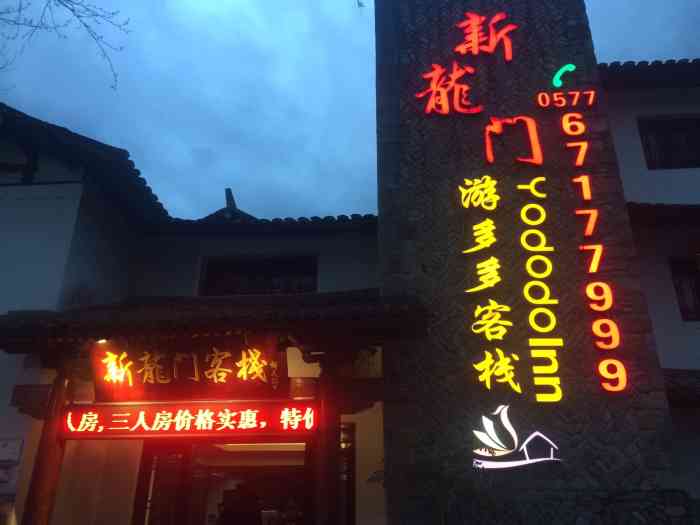 新龍门
0577
67177999
YododoInn
游多多客栈
新龍门客栈
人房,三人房价格实惠，特价